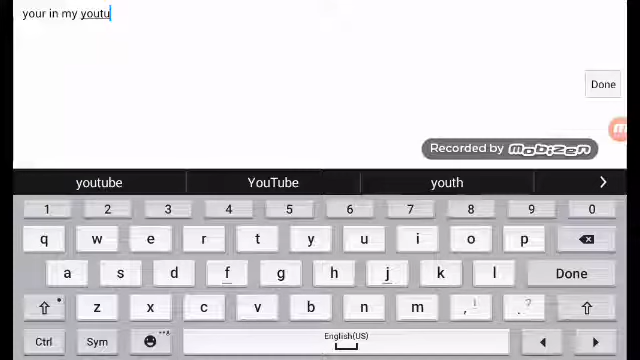 your in my youtu
Done
Recorded by mobizen
youtube YouTube youth >
1 2 3 4 5 6 7 8 9 0
q w e r t y u i o p
a s d f g h j k l Done
z x c v b n m , ! . ?
Ctrl Sym English(US)